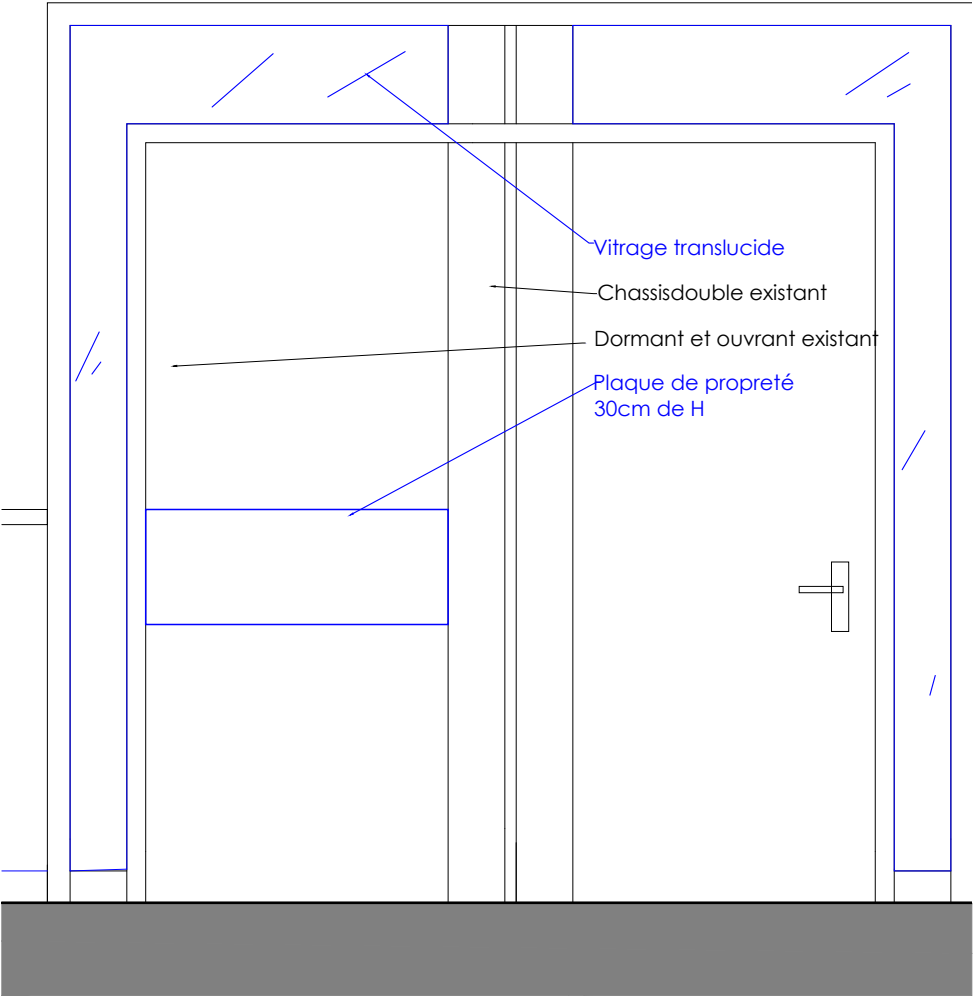 Vitrage translucide
Chassisdouble existant
Dormant et ouvrant existant
Plaque de propreté
30cm de H